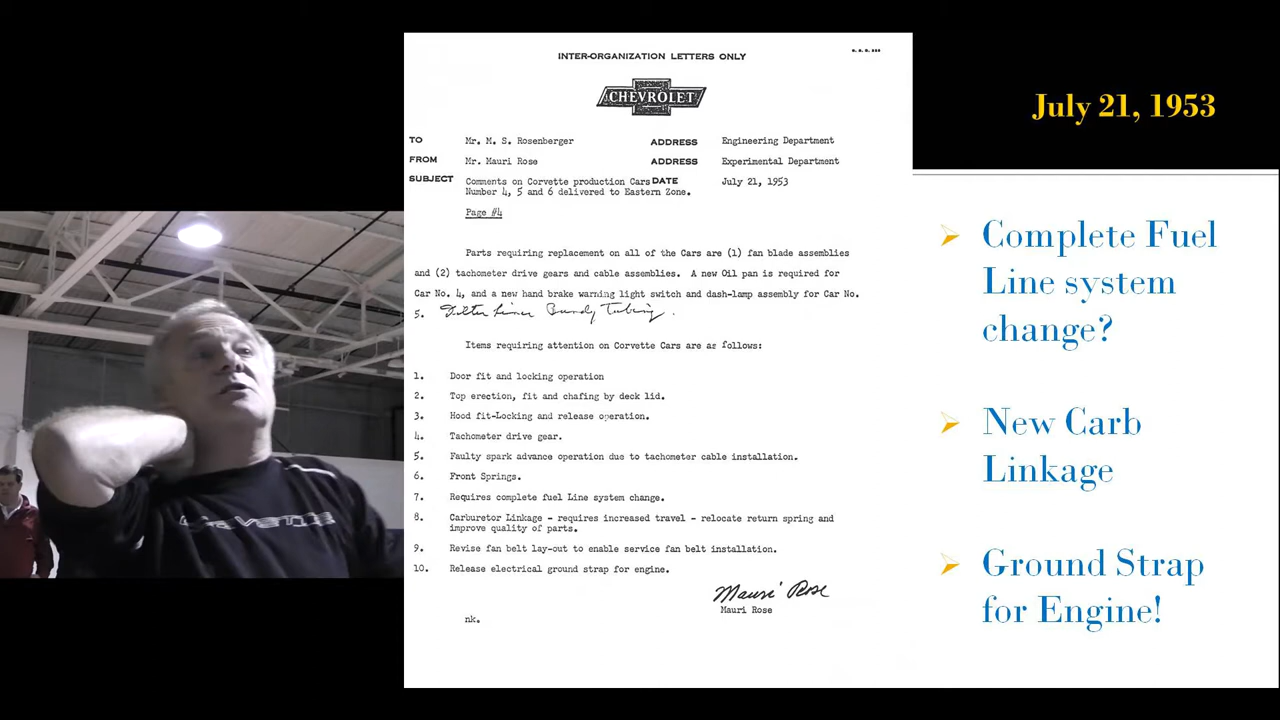 INTER-ORGANIZATION LETTERS ONLY
CHEVROLET
TO Mr. M. S. Rosenberger ADDRESS Engineering Department
FROM Mr. Mauri Rose ADDRESS Experimental Department
SUBJECT Comments on Corvette production Cars DATE July 21, 1953
Number 4, 5 and 6 delivered to Eastern Zone.
Page #4
Parts requiring replacement on all of the Cars are (1) fan blade assemblies
and (2) tachometer drive gears and cable assemblies. A new Oil pan is required for
Car No. 4, and a new hand brake warning light switch and dash-lamp assembly for Car No.
5. Bundy Tubing.
Items requiring attention on Corvette Cars are as follows:
1. Door fit and locking operation
2. Top erection, fit and chafing by deck lid.
3. Hood fit-Locking and release operation.
4. Tachometer drive gear.
5. Faulty spark advance operation due to tachometer cable installation.
6. Front Springs.
7. Requires complete fuel Line system change.
8. Carburetor Linkage - requires increased travel - relocate return spring and
improve quality of parts.
9. Revise fan belt lay-out to enable service fan belt installation.
10. Release electrical ground strap for engine.
Mauri Rose
Mauri Rose
nk.
July 21, 1953
Complete Fuel
Line system
change?
New Carb
Linkage
Ground Strap
for Engine!
CORVETTE